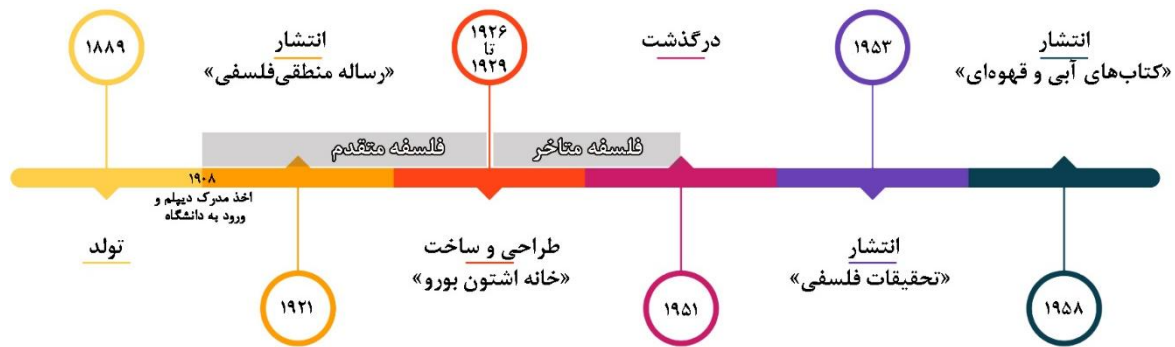 ۱۸۸۹
تولد
۱۹۰۸
اخذ مدرک دیپلم و
ورود به دانشگاه
انتشار
«رساله منطقی‌فلسفی»
۱۹۲۱
فلسفه متقدم
۱۹۲۶
تا
۱۹۲۹
طراحی و ساخت
«خانه اشتون بورو»
فلسفه متاخر
درگذشت
۱۹۵۱
۱۹۵۳
انتشار
«تحقیقات فلسفی»
انتشار
«کتاب‌های آبی و قهوه‌ای»
۱۹۵۸